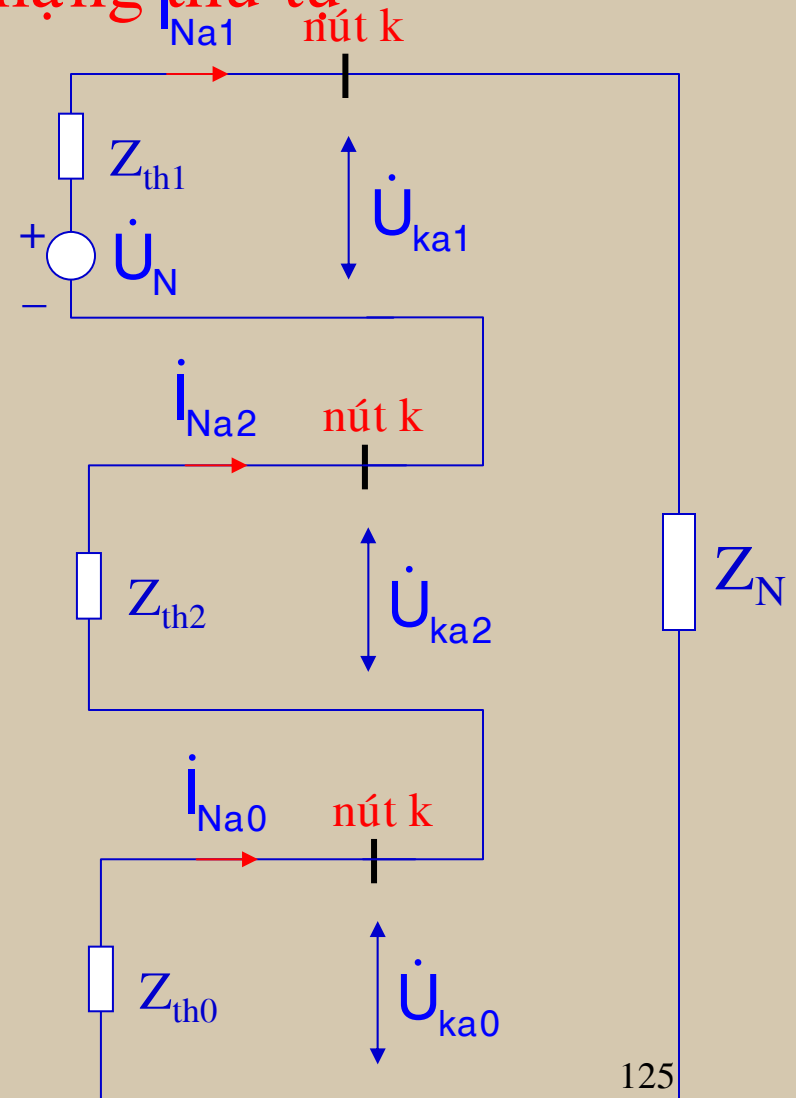 İNa1
nút k
Zth1
U̇ka1
+
U̇N
–
İNa2
nút k
ZN
Zth2
U̇ka2
İNa0
nút k
Zth0
U̇ka0
125